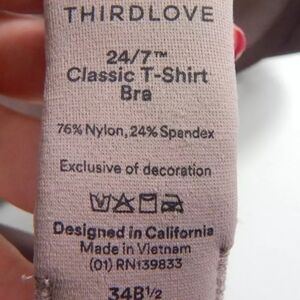 THIRDLOVE
24/7™
Classic T-Shirt
Bra
76% Nylon, 24% Spandex
Exclusive of decoration
Designed in California
Made in Vietnam
(01) RN139833
34B½